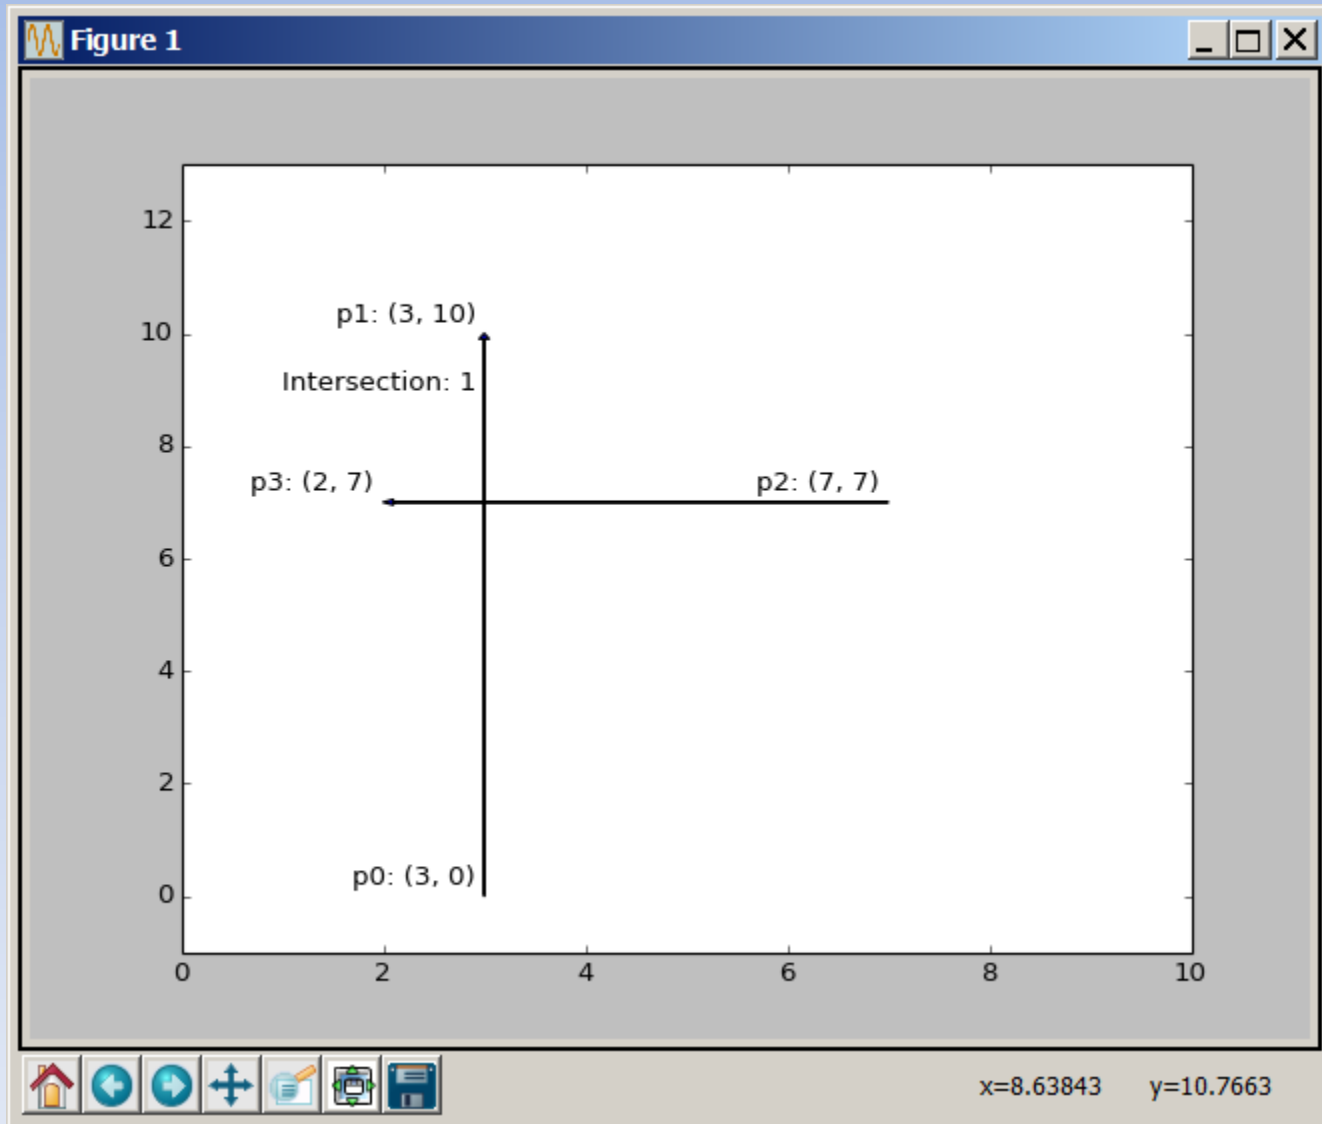 Figure 1
12
p1: (3, 10)
10
Intersection: 1
8
p3: (2, 7) p2: (7, 7)
6
4
2
p0: (3, 0)
0
0 2 4 6 8 10
x=8.63843 y=10.7663